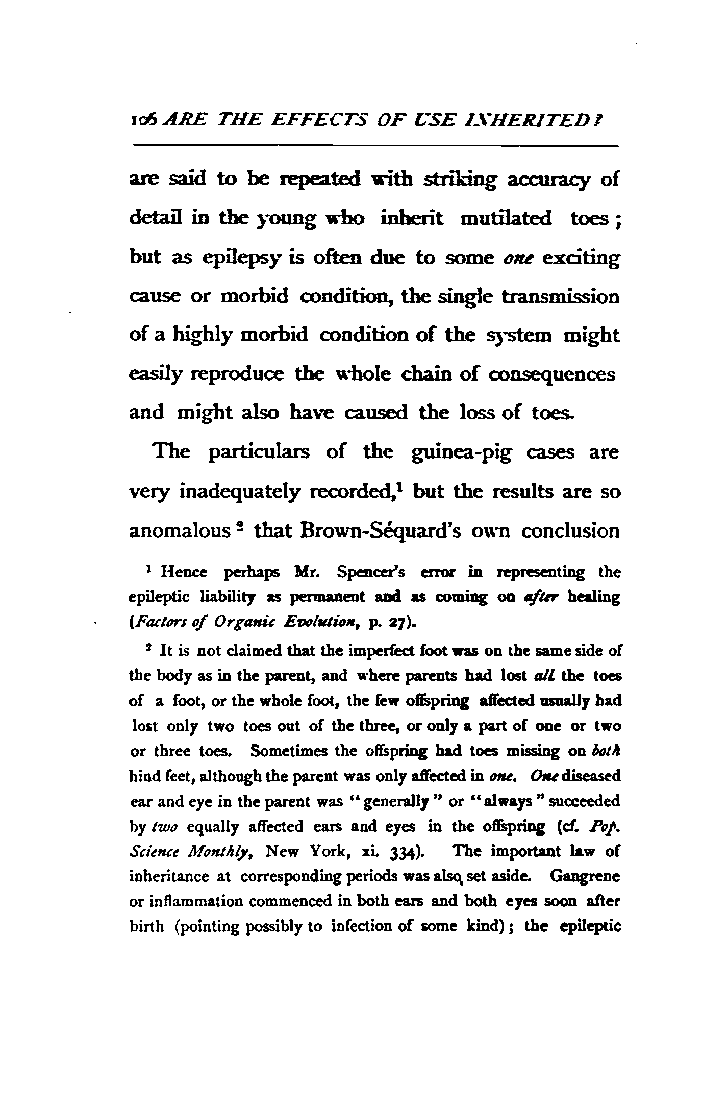 106 ARE THE EFFECTS OF USE INHERITED?
are said to be repeated with striking accuracy of
detail in the young who inherit mutilated toes;
but as epilepsy is often due to some one exciting
cause or morbid condition, the single transmission
of a highly morbid condition of the system might
easily reproduce the whole chain of consequences
and might also have caused the loss of toes.
The particulars of the guinea-pig cases are
very inadequately recorded,¹ but the results are so
anomalous ² that Brown-Séquard's own conclusion
¹ Hence perhaps Mr. Spencer's error in representing the
epileptic liability as permanent and as coming on after healing
(Factors of Organic Evolution, p. 27).
² It is not claimed that the imperfect foot was on the same side of
the body as in the parent, and where parents had lost all the toes
of a foot, or the whole foot, the few offspring affected usually had
lost only two toes out of the three, or only a part of one or two
or three toes. Sometimes the offspring had toes missing on both
hind feet, although the parent was only affected in one. One diseased
ear and eye in the parent was "generally" or "always" succeeded
by two equally affected ears and eyes in the offspring (cf. Pop.
Science Monthly, New York, xi. 334). The important law of
inheritance at corresponding periods was also set aside. Gangrene
or inflammation commenced in both ears and both eyes soon after
birth (pointing possibly to infection of some kind); the epileptic